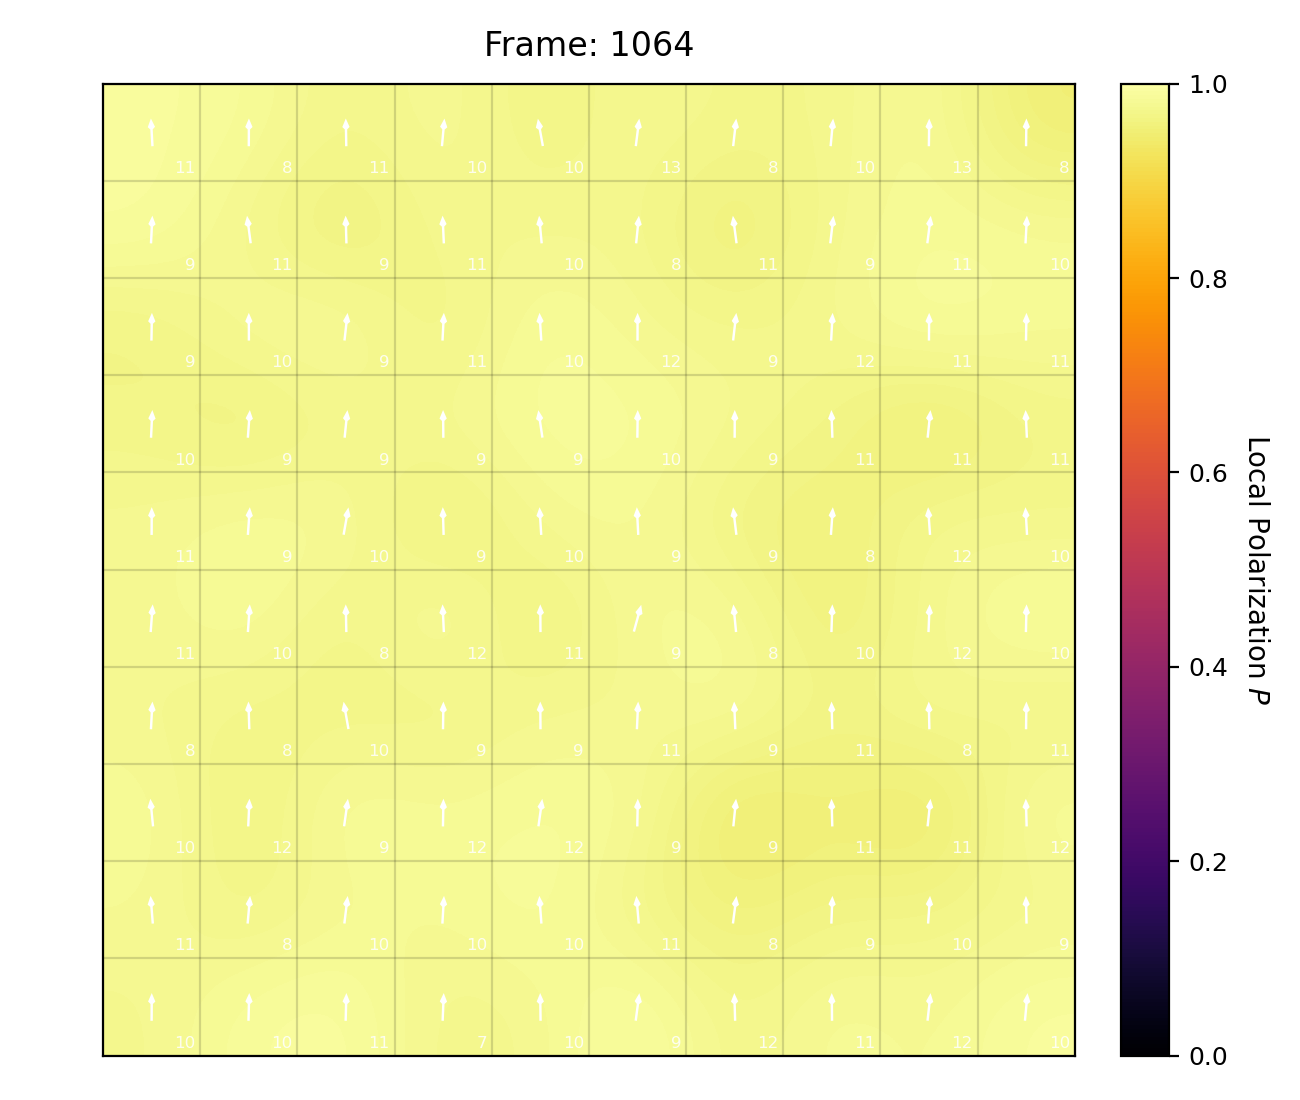 Frame: 1064
11 8 11 10 10 13 8 10 13 8
9 11 9 11 10 8 11 9 11 10
9 10 9 11 10 12 9 12 11 11
10 9 9 9 9 10 9 11 11 11
11 9 10 9 10 9 9 8 12 10
11 10 8 12 11 9 8 10 12 10
8 8 10 9 9 11 9 11 8 11
10 12 9 12 12 9 9 11 11 12
11 8 10 10 10 11 8 9 10 9
10 10 11 7 10 9 12 11 12 10
1.0
0.8
0.6
0.4
0.2
0.0
Local Polarization P